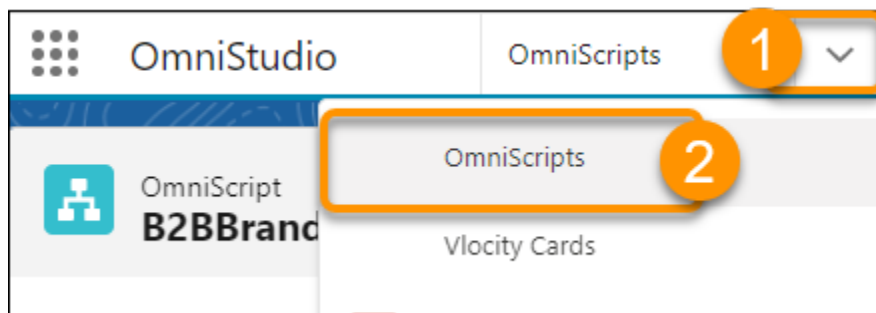 OmniStudio
OmniScripts
1
OmniScripts
2
OmniScript
B2BBrand
Vlocity Cards